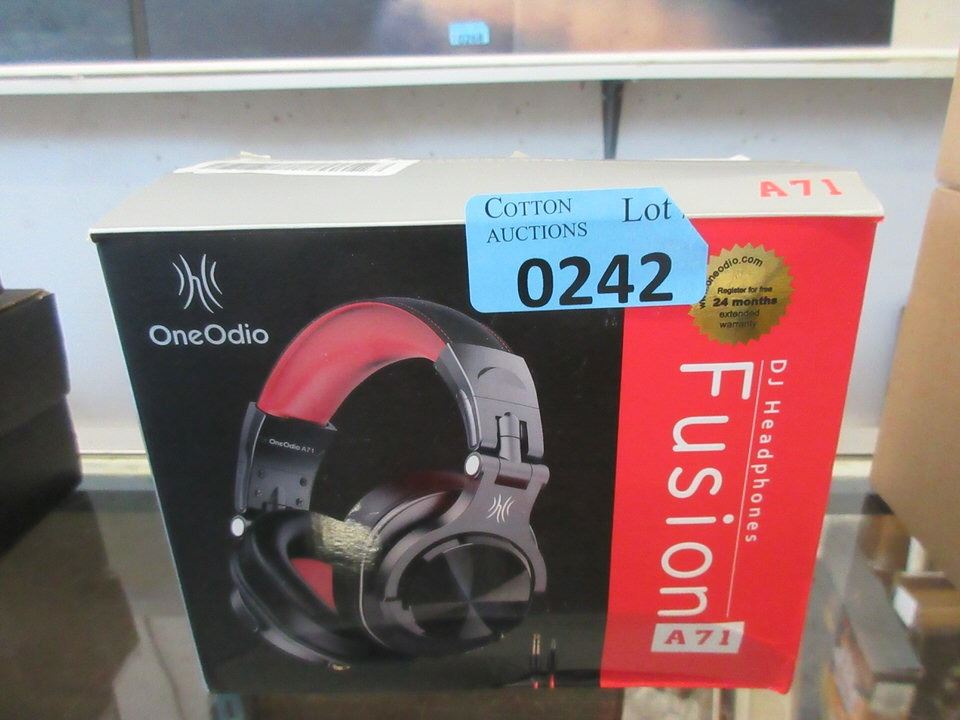 0268
A71
COTTON
AUCTIONS
Lot
0242
OneOdio
oneodio.com
Register for free
24 months
extended
warranty
OneOdio A71
DJ Headphones
Fusion
A71